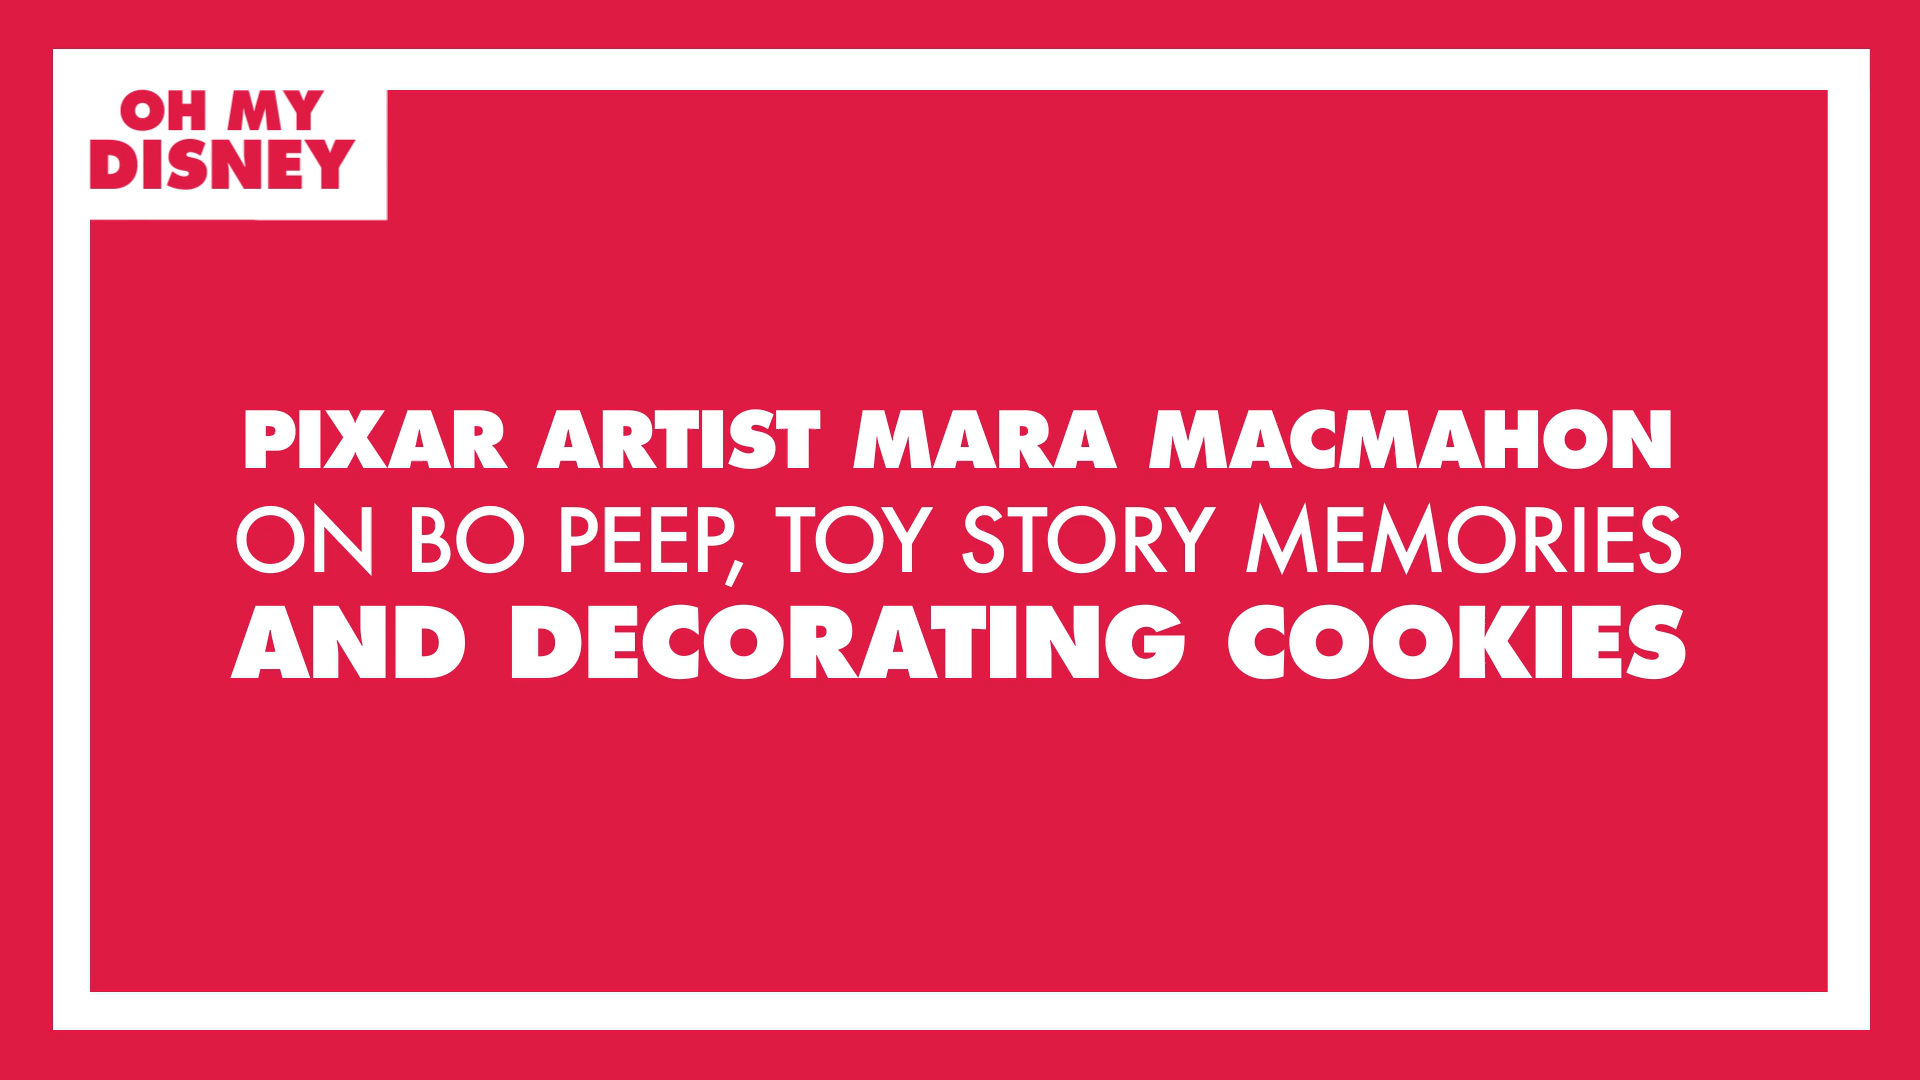 OH MY
DISNEY
PIXAR ARTIST MARA MACMAHON
ON BO PEEP, TOY STORY MEMORIES
AND DECORATING COOKIES